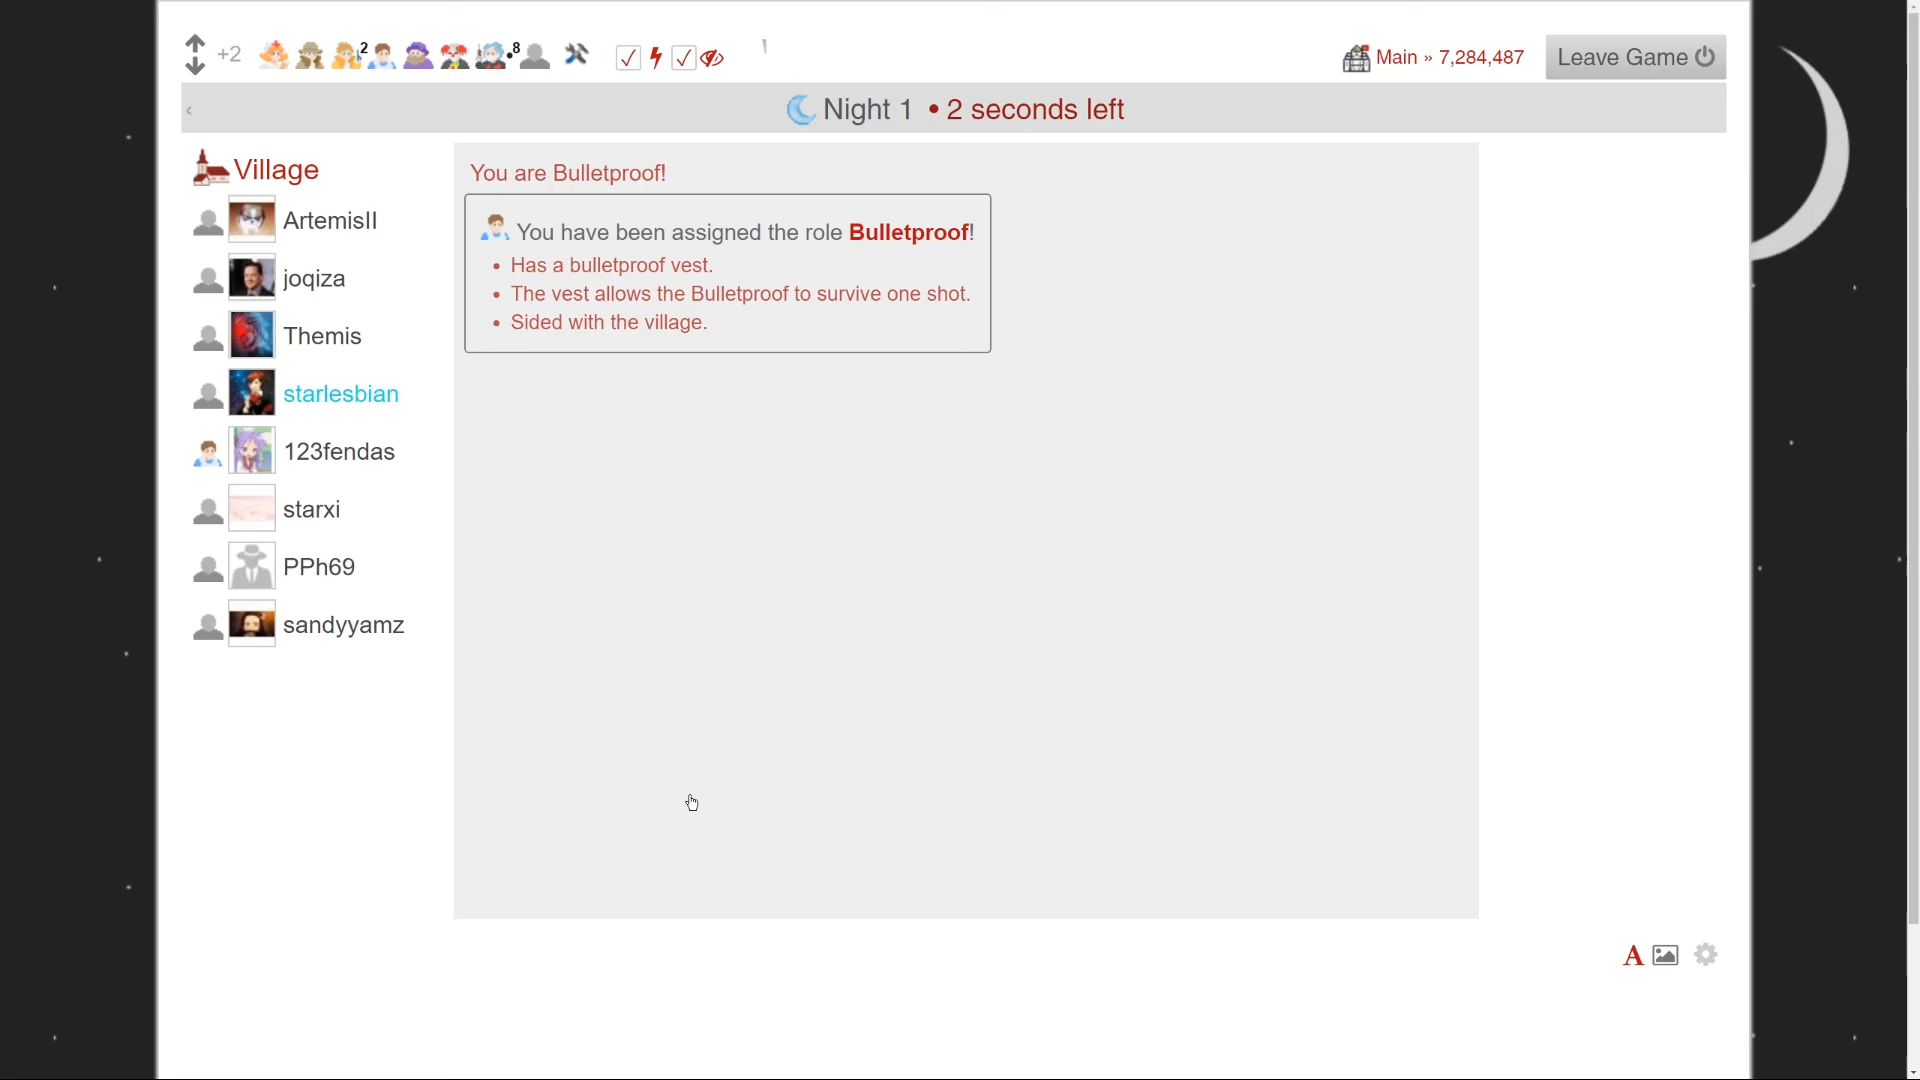 +2 2 8 Main » 7,284,487 Leave Game
Night 1 • 2 seconds left
Village
ArtemisII
joqiza
Themis
starlesbian
123fendas
starxi
PPh69
sandyyamz
You are Bulletproof!
You have been assigned the role Bulletproof!
• Has a bulletproof vest.
• The vest allows the Bulletproof to survive one shot.
• Sided with the village.
A